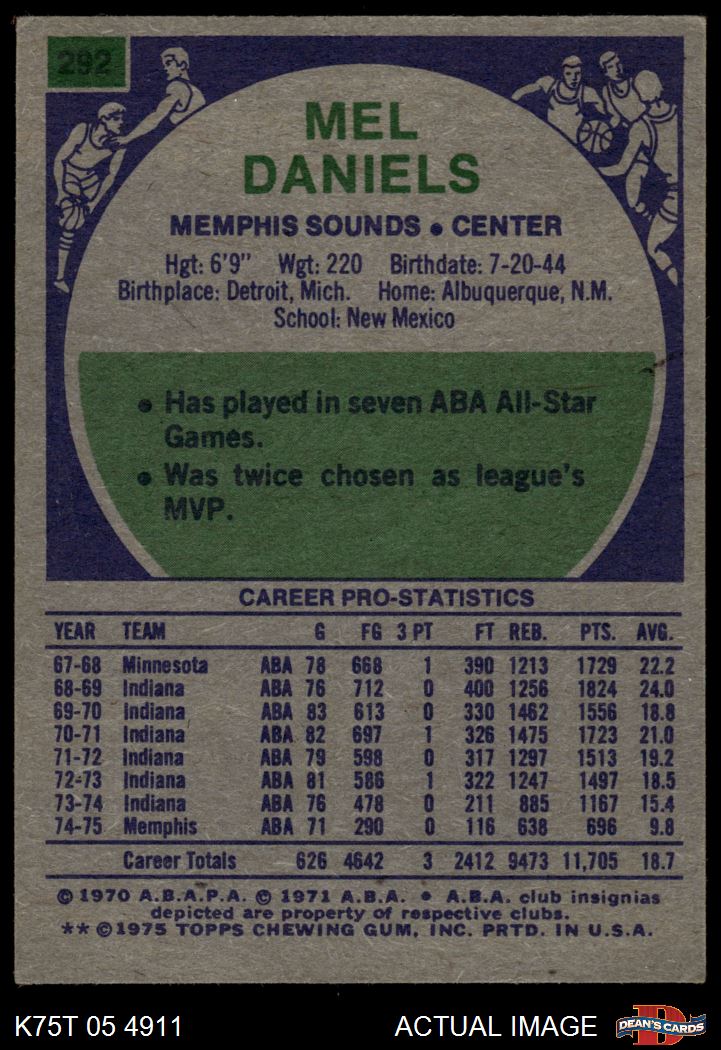 292
MEL
DANIELS
MEMPHIS SOUNDS • CENTER
Hgt: 6'9" Wgt: 220 Birthdate: 7-20-44
Birthplace: Detroit, Mich. Home: Albuquerque, N.M.
School: New Mexico
• Has played in seven ABA All-Star
Games.
• Was twice chosen as league's
MVP.
CAREER PRO-STATISTICS
YEAR TEAM G FG 3 PT FT REB. PTS. AVG.
67-68 Minnesota ABA 78 668 1 390 1213 1729 22.2
68-69 Indiana ABA 76 712 0 400 1256 1824 24.0
69-70 Indiana ABA 83 613 0 330 1462 1556 18.8
70-71 Indiana ABA 82 697 1 326 1475 1723 21.0
71-72 Indiana ABA 79 598 0 317 1297 1513 19.2
72-73 Indiana ABA 81 586 1 322 1247 1497 18.5
73-74 Indiana ABA 76 478 0 211 885 1167 15.4
74-75 Memphis ABA 71 290 0 116 638 696 9.8
Career Totals 626 4642 3 2412 9473 11,705 18.7
© 1970 A.B.A.P.A. © 1971 A.B.A. • A.B.A. club insignias
depicted are property of respective clubs.
** © 1975 TOPPS CHEWING GUM, INC. PRTD. IN U.S.A.
K75T 05 4911 ACTUAL IMAGE
D
DEAN'S CARDS